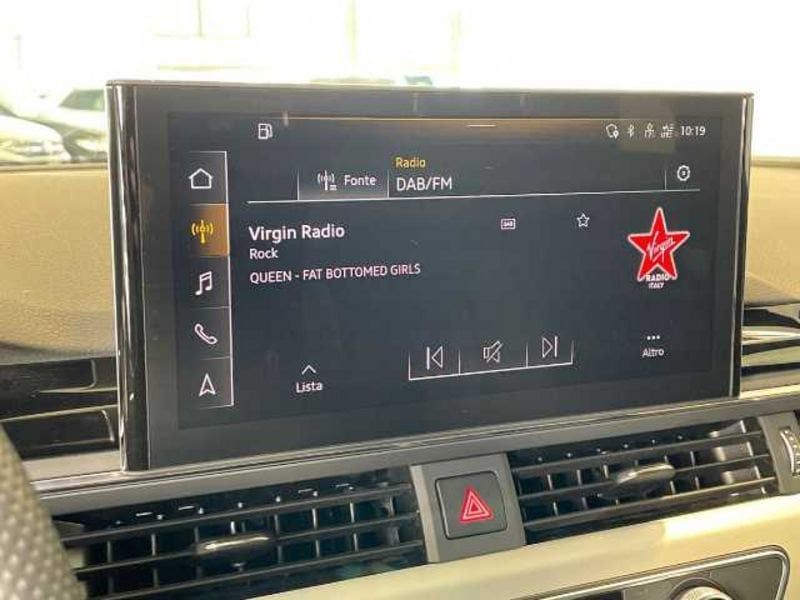 10:19
Radio
Fonte
DAB/FM
Virgin Radio
DAB
Rock
QUEEN - FAT BOTTOMED GIRLS
Virgin
RADIO
ITALY
Lista
Altro